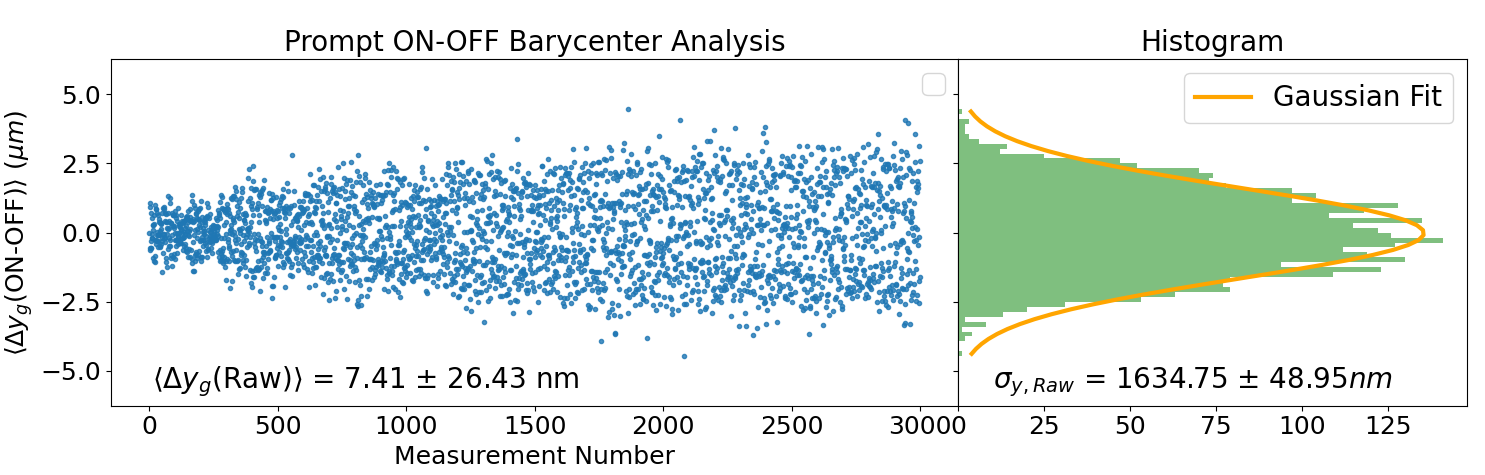 Prompt ON-OFF Barycenter Analysis
Histogram
⟨Δy_g(ON-OFF)⟩ (μm)
5.0
2.5
0.0
−2.5
−5.0
Gaussian Fit
⟨Δy_g(Raw)⟩ = 7.41 ± 26.43 nm
σ_{y,Raw} = 1634.75 ± 48.95nm
0 500 1000 1500 2000 2500 3000
0 25 50 75 100 125
Measurement Number